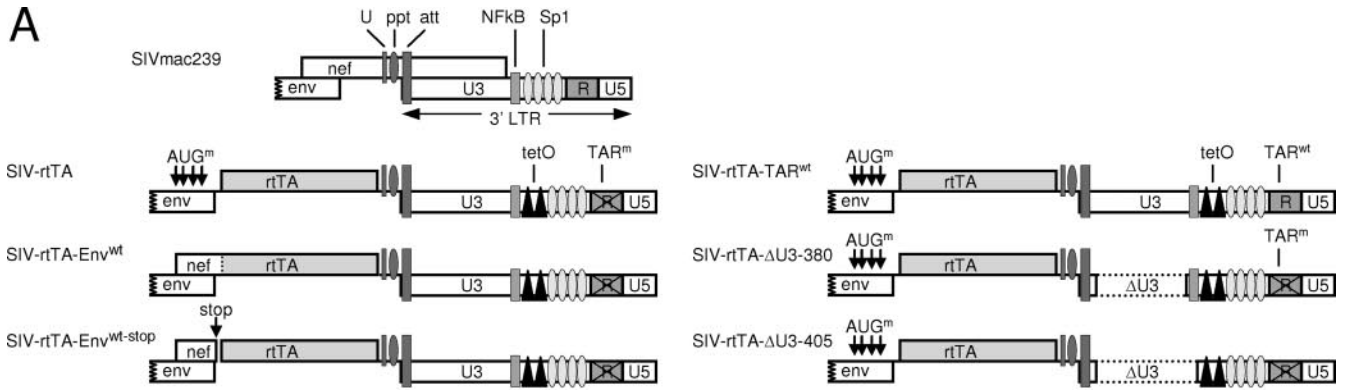 A
U ppt att NFkB Sp1
SIVmac239
nef
env U3 R U5
3' LTR
SIV-rtTA AUGᵐ tetO TARᵐ
rtTA
env U3 R U5
SIV-rtTA-Envʷᵗ
nef rtTA
env U3 R U5
stop
SIV-rtTA-Envʷᵗ⁻ˢᵗᵒᵖ
nef rtTA
env U3 R U5
SIV-rtTA-TARʷᵗ AUGᵐ tetO TARʷᵗ
rtTA
env U3 R U5
SIV-rtTA-ΔU3-380 AUGᵐ TARᵐ
rtTA
env ΔU3 R U5
SIV-rtTA-ΔU3-405 AUGᵐ
rtTA
env ΔU3 R U5